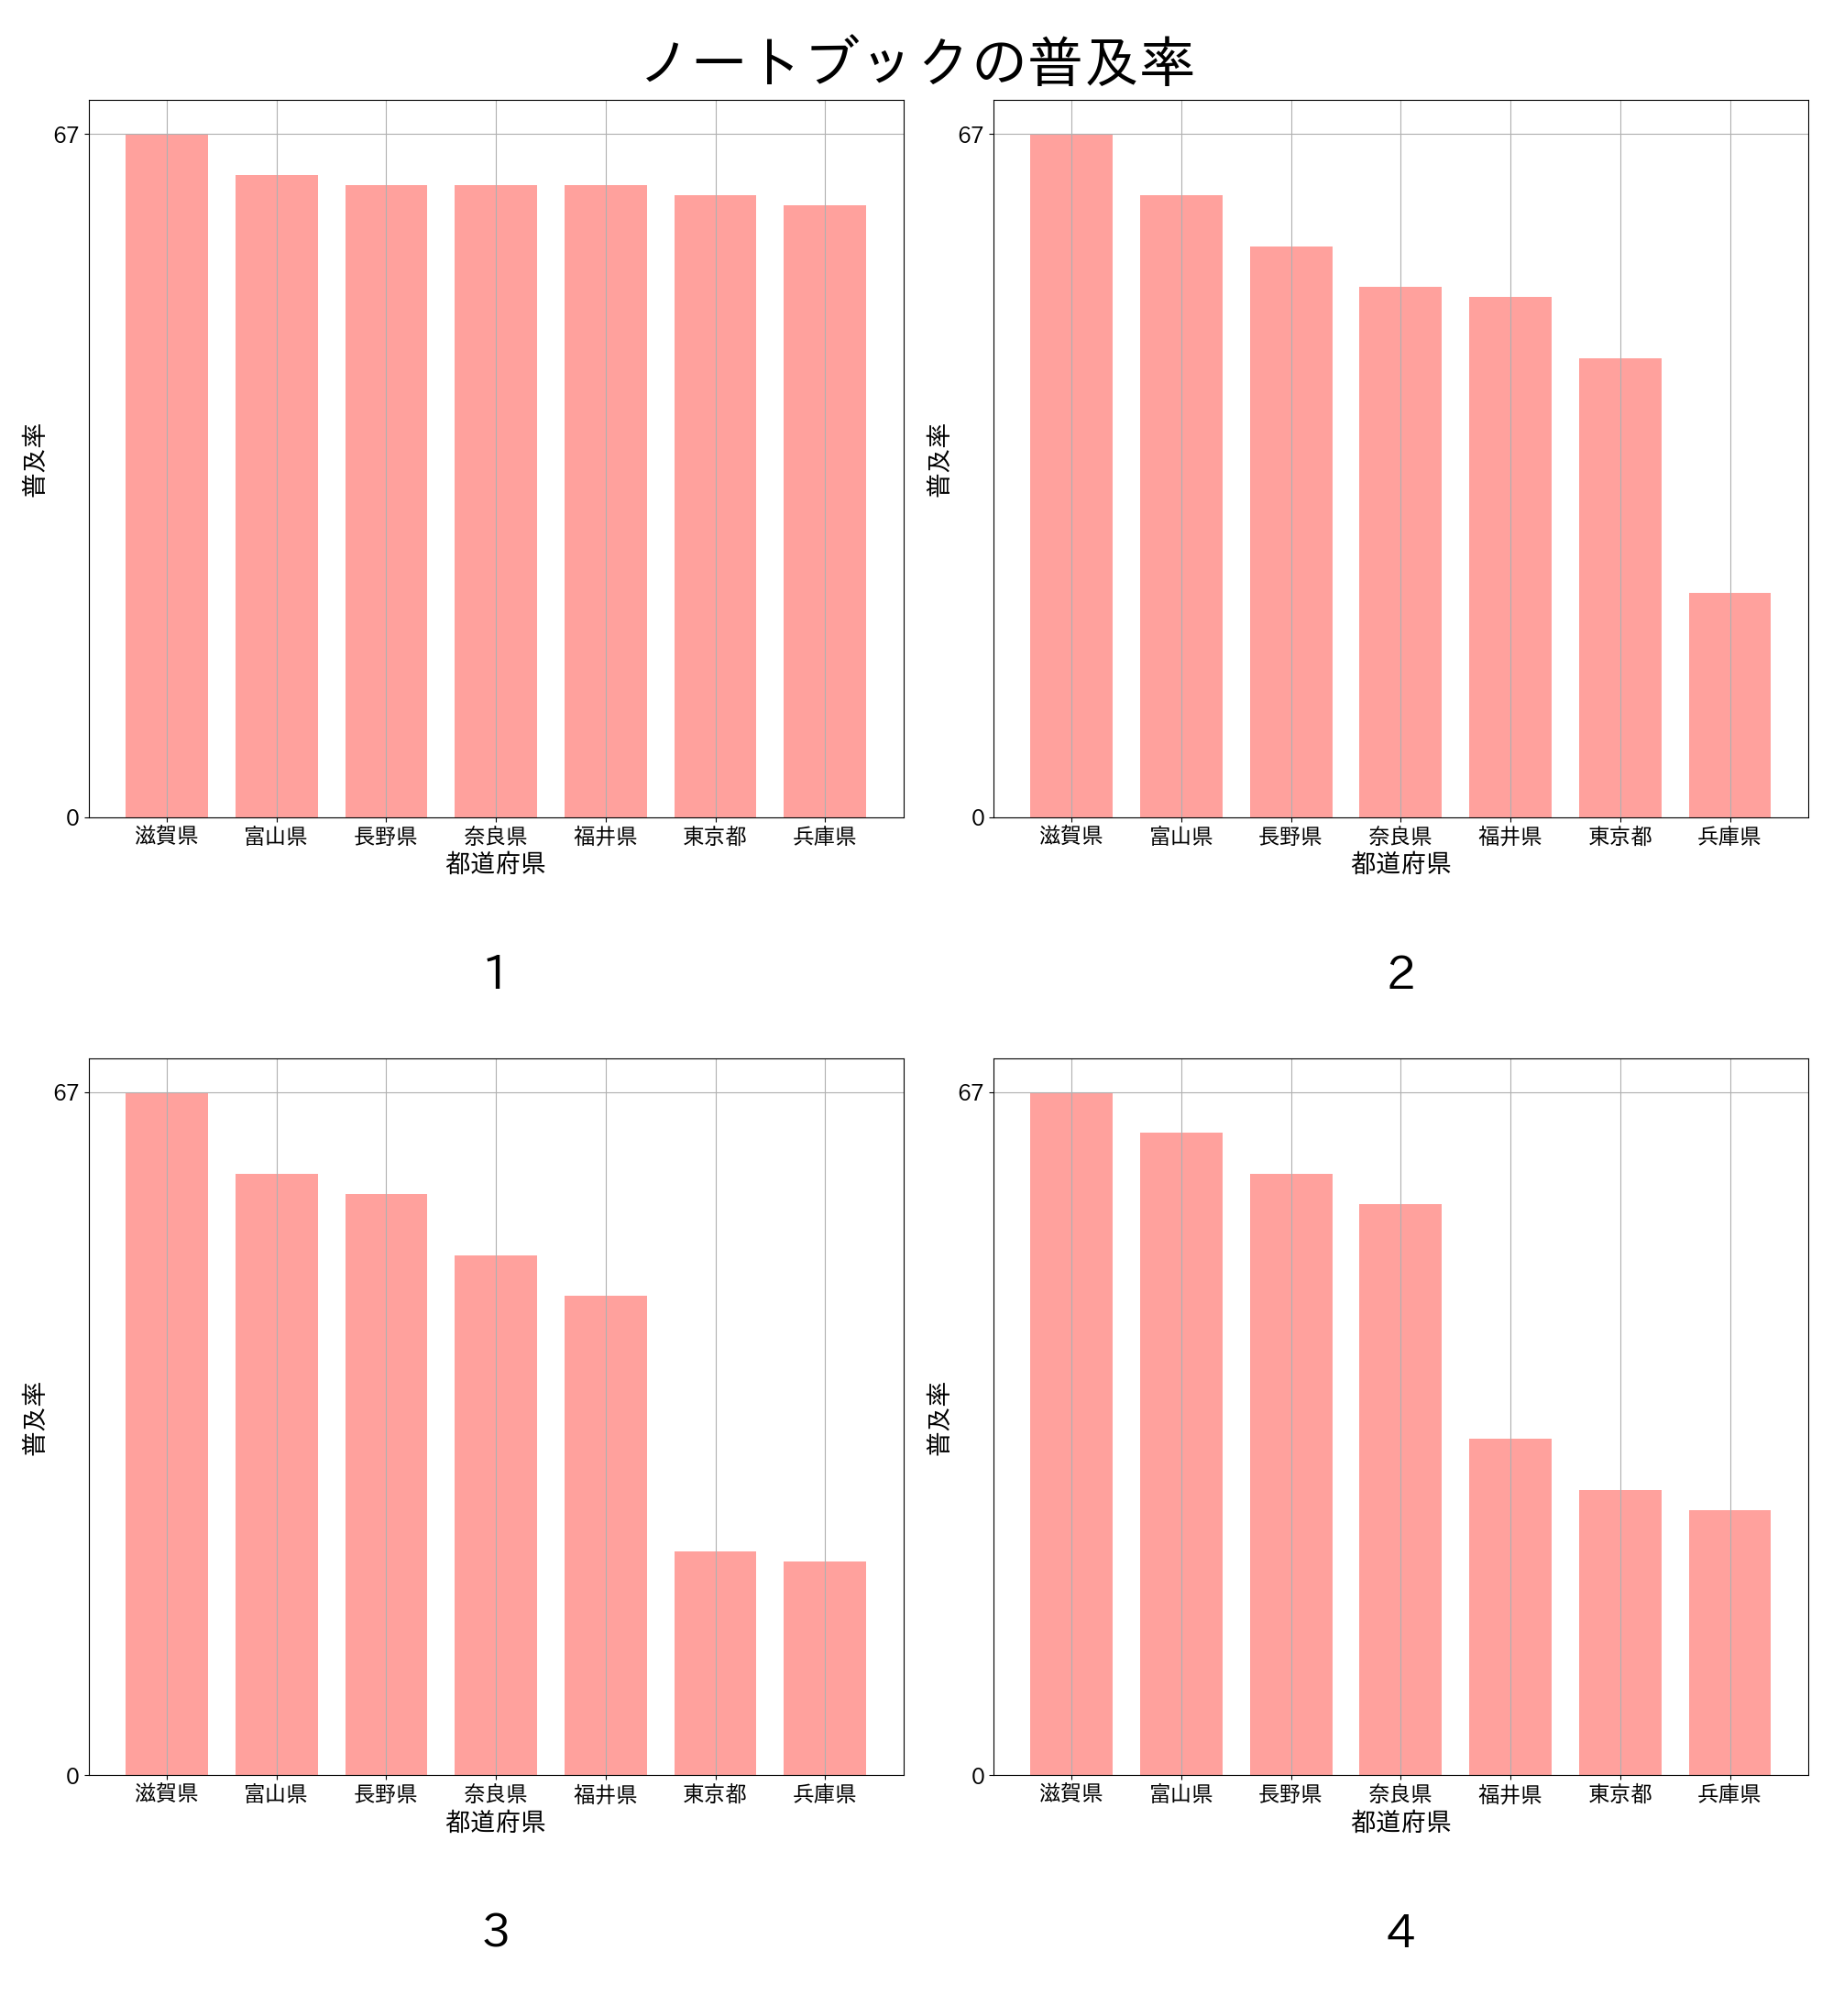 ノートブックの普及率
67
0
普及率
滋賀県 富山県 長野県 奈良県 福井県 東京都 兵庫県
都道府県
1
67
0
普及率
滋賀県 富山県 長野県 奈良県 福井県 東京都 兵庫県
都道府県
2
67
0
普及率
滋賀県 富山県 長野県 奈良県 福井県 東京都 兵庫県
都道府県
3
67
0
普及率
滋賀県 富山県 長野県 奈良県 福井県 東京都 兵庫県
都道府県
4